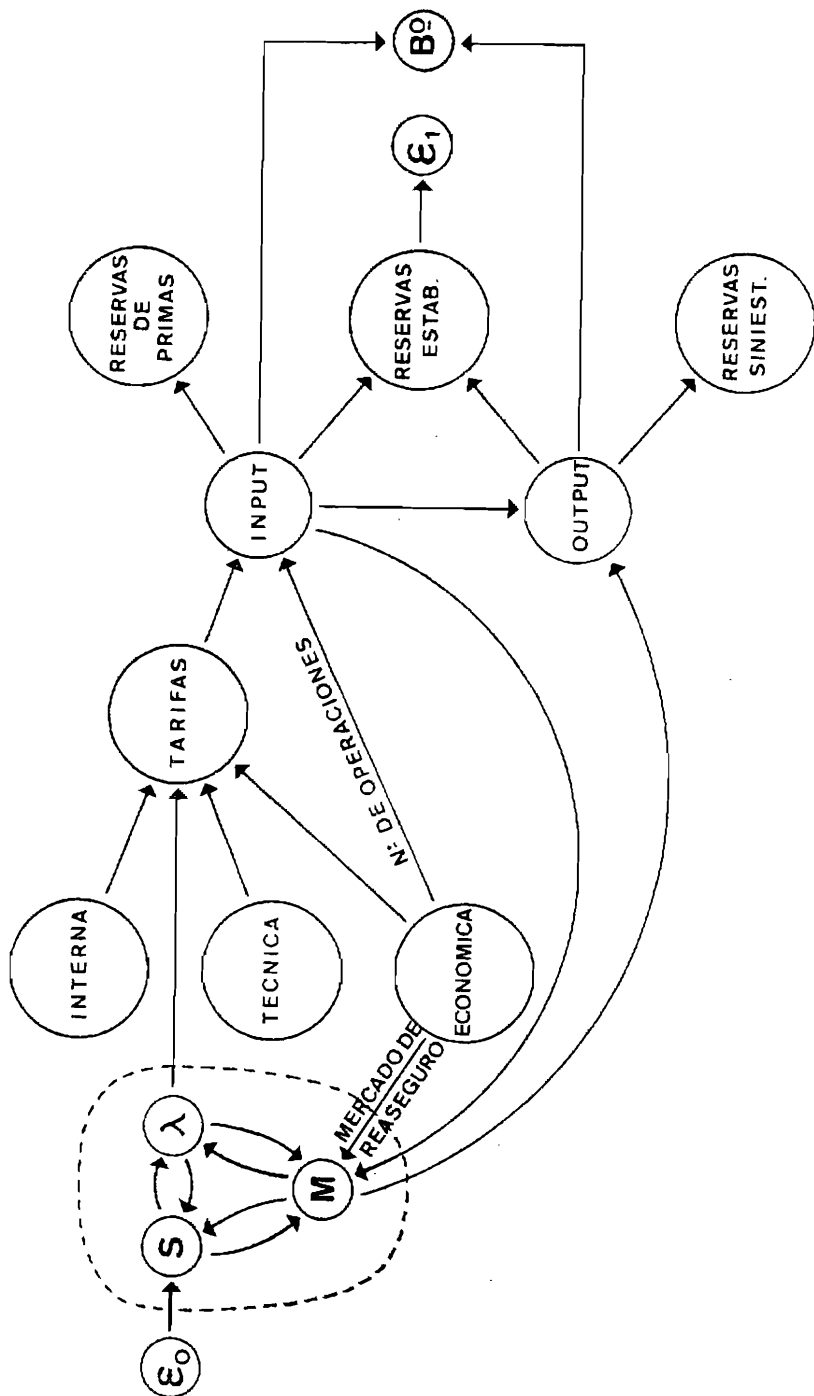 ε₀
S
λ
M
INTERNA
TECNICA
ECONOMICA
MERCADO DE
REASEGURO
TARIFAS
Nº DE OPERACIONES
INPUT
OUTPUT
RESERVAS
DE
PRIMAS
RESERVAS
ESTAB.
RESERVAS
SINIEST.
ε₁
Bº